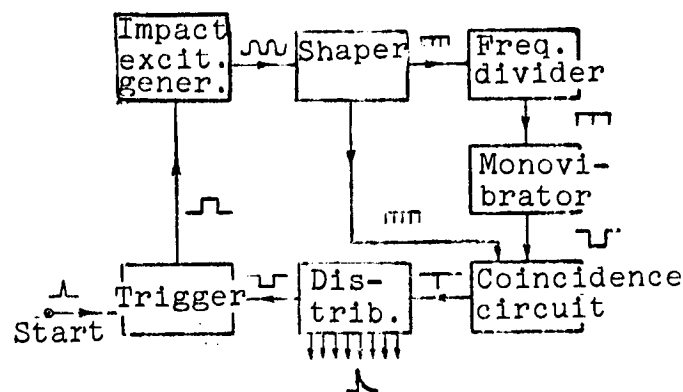 Impact
excit.
gener.
Shaper
Freq.
divider
Monovi-
brator
Coincidence
circuit
Dis-
trib.
Trigger
Start